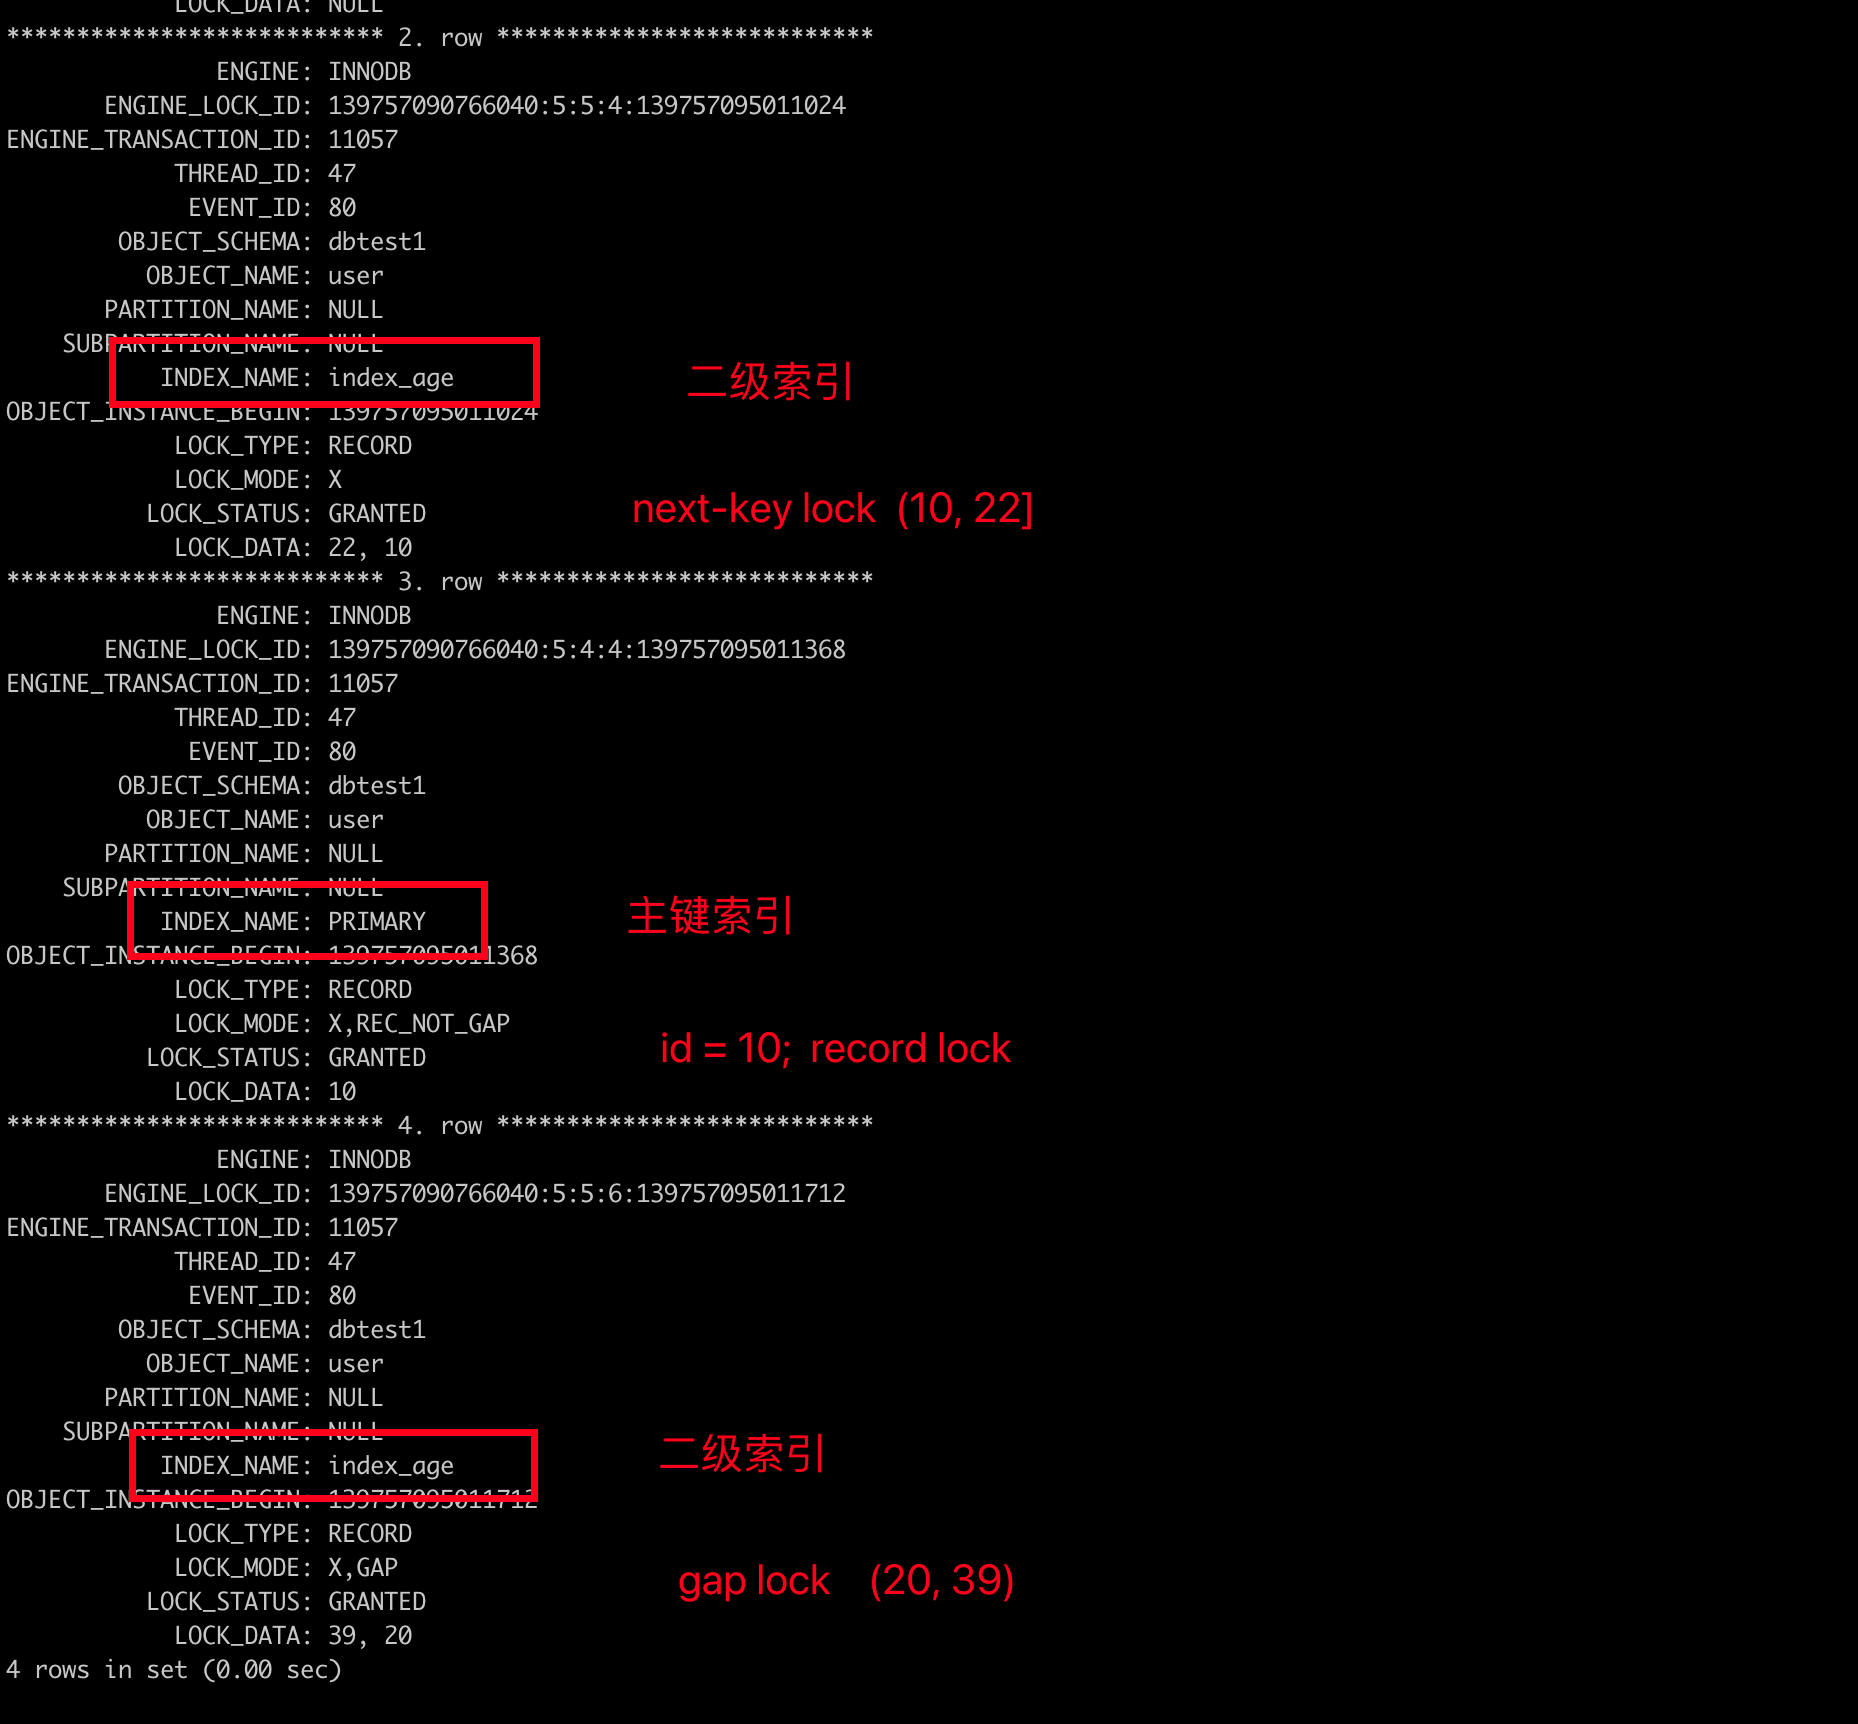 LOCK_DATA: NULL
*************************** 2. row ***************************
ENGINE: INNODB
ENGINE_LOCK_ID: 139757090766040:5:5:4:139757095011024
ENGINE_TRANSACTION_ID: 11057
THREAD_ID: 47
EVENT_ID: 80
OBJECT_SCHEMA: dbtest1
OBJECT_NAME: user
PARTITION_NAME: NULL
SUBPARTITION_NAME: NULL
INDEX_NAME: index_age
二级索引
OBJECT_INSTANCE_BEGIN: 139757095011024
LOCK_TYPE: RECORD
LOCK_MODE: X
LOCK_STATUS: GRANTED
next-key lock (10, 22]
LOCK_DATA: 22, 10
*************************** 3. row ***************************
ENGINE: INNODB
ENGINE_LOCK_ID: 139757090766040:5:4:4:139757095011368
ENGINE_TRANSACTION_ID: 11057
THREAD_ID: 47
EVENT_ID: 80
OBJECT_SCHEMA: dbtest1
OBJECT_NAME: user
PARTITION_NAME: NULL
SUBPARTITION_NAME: NULL
INDEX_NAME: PRIMARY
主键索引
OBJECT_INSTANCE_BEGIN: 139757095011368
LOCK_TYPE: RECORD
LOCK_MODE: X,REC_NOT_GAP
LOCK_STATUS: GRANTED
id = 10; record lock
LOCK_DATA: 10
*************************** 4. row ***************************
ENGINE: INNODB
ENGINE_LOCK_ID: 139757090766040:5:5:6:139757095011712
ENGINE_TRANSACTION_ID: 11057
THREAD_ID: 47
EVENT_ID: 80
OBJECT_SCHEMA: dbtest1
OBJECT_NAME: user
PARTITION_NAME: NULL
SUBPARTITION_NAME: NULL
INDEX_NAME: index_age
二级索引
OBJECT_INSTANCE_BEGIN: 139757095011712
LOCK_TYPE: RECORD
LOCK_MODE: X,GAP
LOCK_STATUS: GRANTED
gap lock (20, 39)
LOCK_DATA: 39, 20
4 rows in set (0.00 sec)